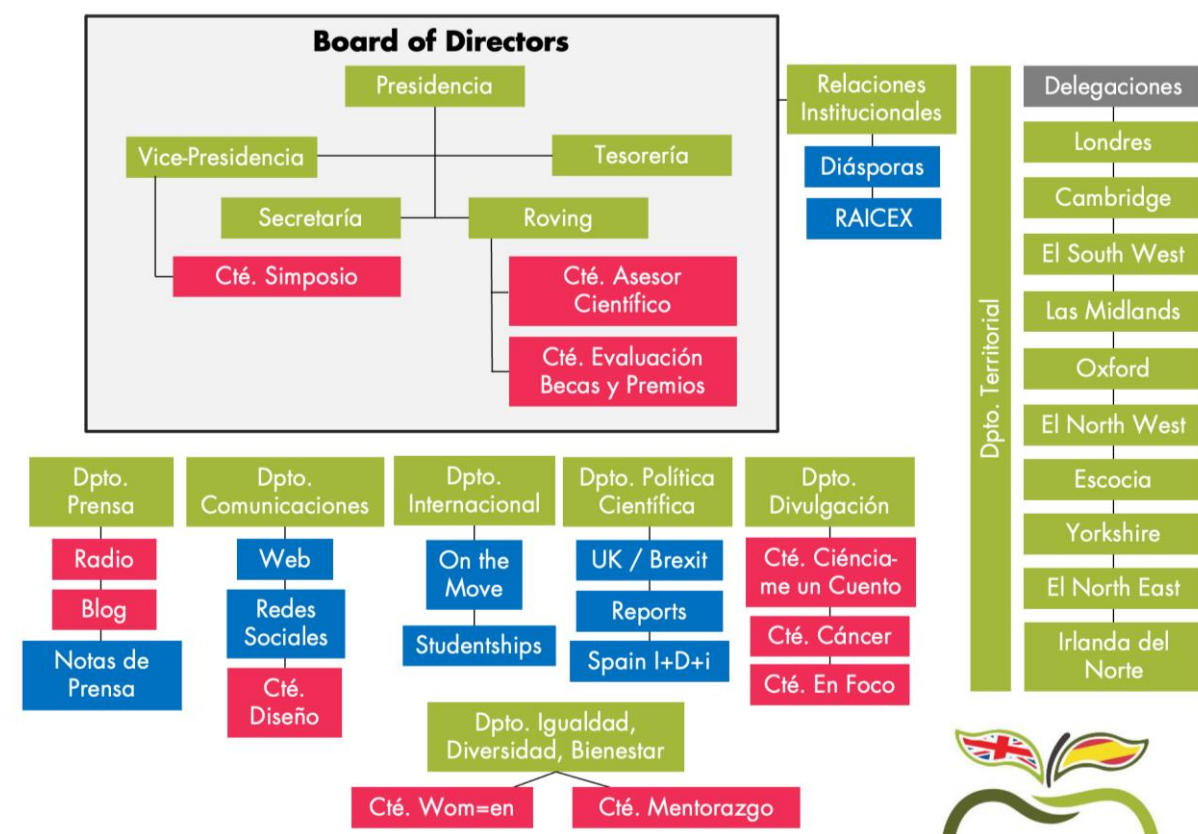 Board of Directors
Presidencia
Vice-Presidencia
Tesorería
Secretaría
Roving
Cté. Simposio
Cté. Asesor
Científico
Cté. Evaluación
Becas y Premios
Relaciones
Institucionales
Diásporas
RAICEX
Dpto. Territorial
Delegaciones
Londres
Cambridge
El South West
Las Midlands
Oxford
El North West
Escocia
Yorkshire
El North East
Irlanda del
Norte
Dpto.
Prensa
Radio
Blog
Notas de
Prensa
Dpto.
Comunicaciones
Web
Redes
Sociales
Cté.
Diseño
Dpto.
Internacional
On the
Move
Studentships
Dpto. Política
Científica
UK / Brexit
Reports
Spain I+D+i
Dpto.
Divulgación
Cté. Ciéncia-
me un Cuento
Cté. Cáncer
Cté. En Foco
Dpto. Igualdad,
Diversidad, Bienestar
Cté. Wom=en
Cté. Mentorazgo